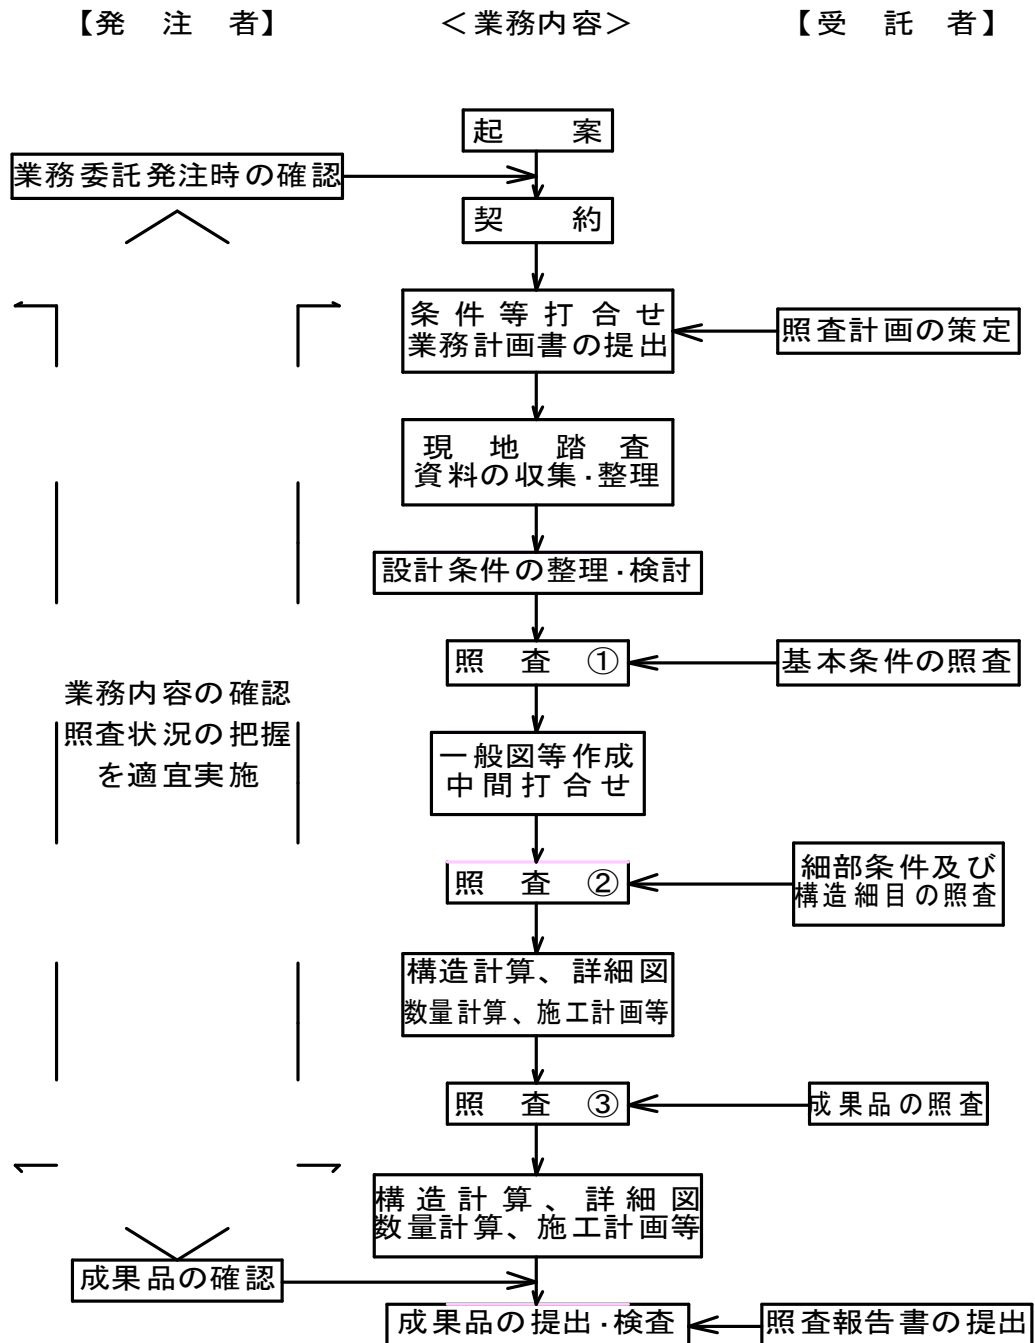 【発注者】
＜業務内容＞
【受託者】
起案
業務委託発注時の確認
契約
条件等打合せ
業務計画書の提出
照査計画の策定
現地踏査
資料の収集・整理
設計条件の整理・検討
照査①
基本条件の照査
業務内容の確認
照査状況の把握
を適宜実施
一般図等作成
中間打合せ
照査②
細部条件及び
構造細目の照査
構造計算、詳細図
数量計算、施工計画等
照査③
成果品の照査
構造計算、詳細図
数量計算、施工計画等
成果品の確認
成果品の提出・検査
照査報告書の提出